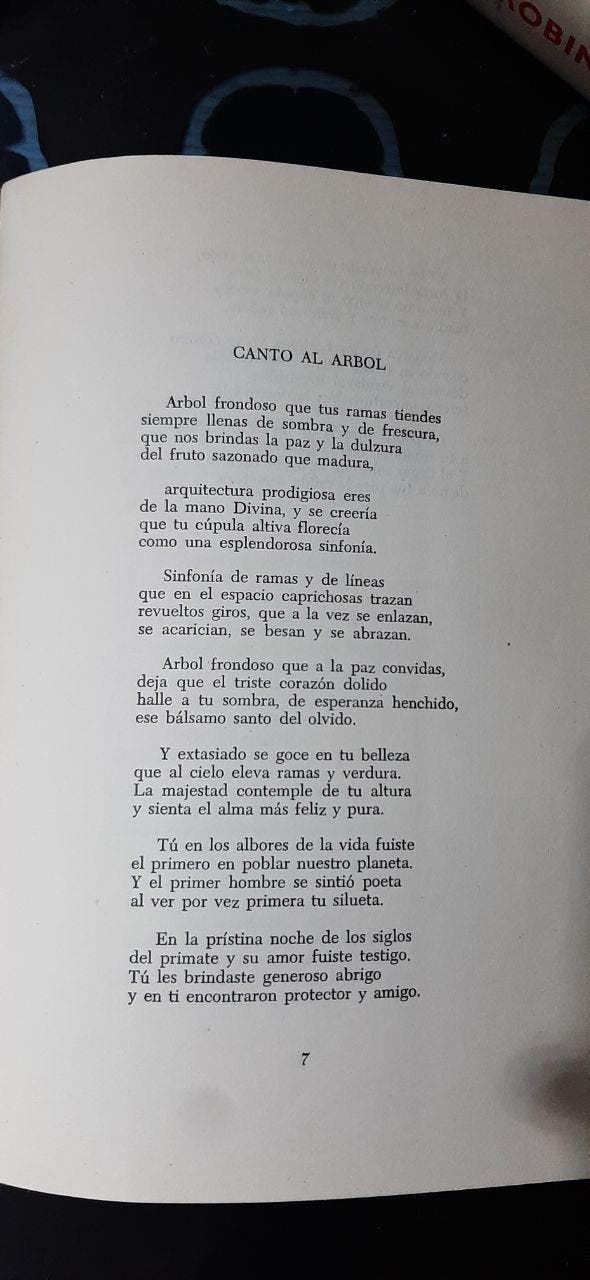 ROBIN
CANTO AL ARBOL
Arbol frondoso que tus ramas tiendes
siempre llenas de sombra y de frescura,
que nos brindas la paz y la dulzura
del fruto sazonado que madura,
arquitectura prodigiosa eres
de la mano Divina, y se creería
que tu cúpula altiva florecía
como una esplendorosa sinfonía.
Sinfonía de ramas y de líneas
que en el espacio caprichosas trazan
revueltos giros, que a la vez se enlazan,
se acarician, se besan y se abrazan.
Arbol frondoso que a la paz convidas,
deja que el triste corazón dolido
halle a tu sombra, de esperanza henchido,
ese bálsamo santo del olvido.
Y extasiado se goce en tu belleza
que al cielo eleva ramas y verdura.
La majestad contemple de tu altura
y sienta el alma más feliz y pura.
Tú en los albores de la vida fuiste
el primero en poblar nuestro planeta.
Y el primer hombre se sintió poeta
al ver por vez primera tu silueta.
En la prístina noche de los siglos
del primate y su amor fuiste testigo.
Tú les brindaste generoso abrigo
y en ti encontraron protector y amigo.
7